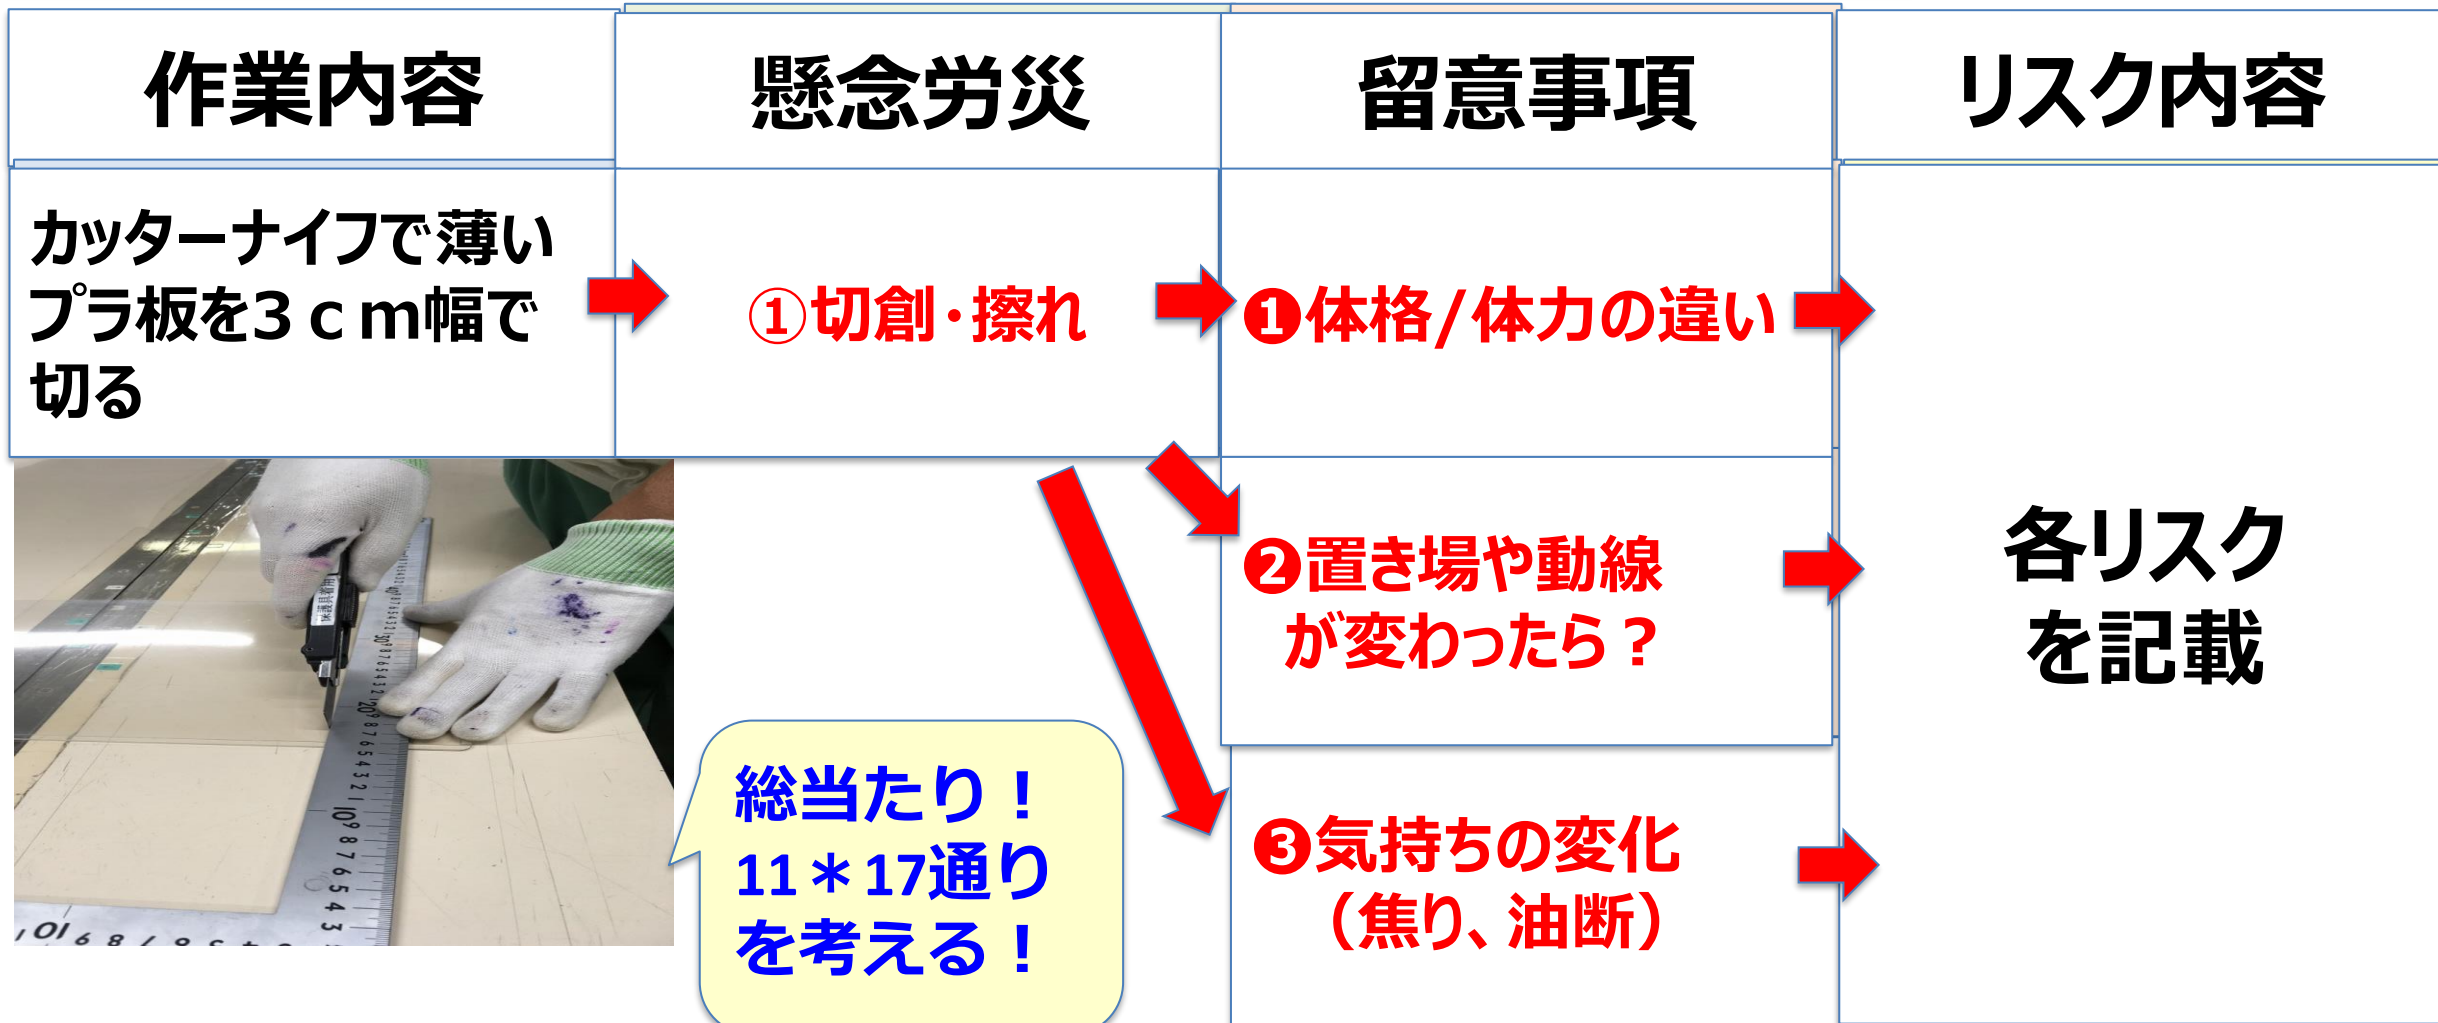 作業内容
懸念労災
留意事項
リスク内容
カッターナイフで薄い
プラ板を3ｃｍ幅で
切る
①切創・擦れ
❶体格/体力の違い
❷置き場や動線
が変わったら？
❸気持ちの変化
（焦り、油断）
各リスク
を記載
総当たり！
11＊17通り
を考える！
保護具着用